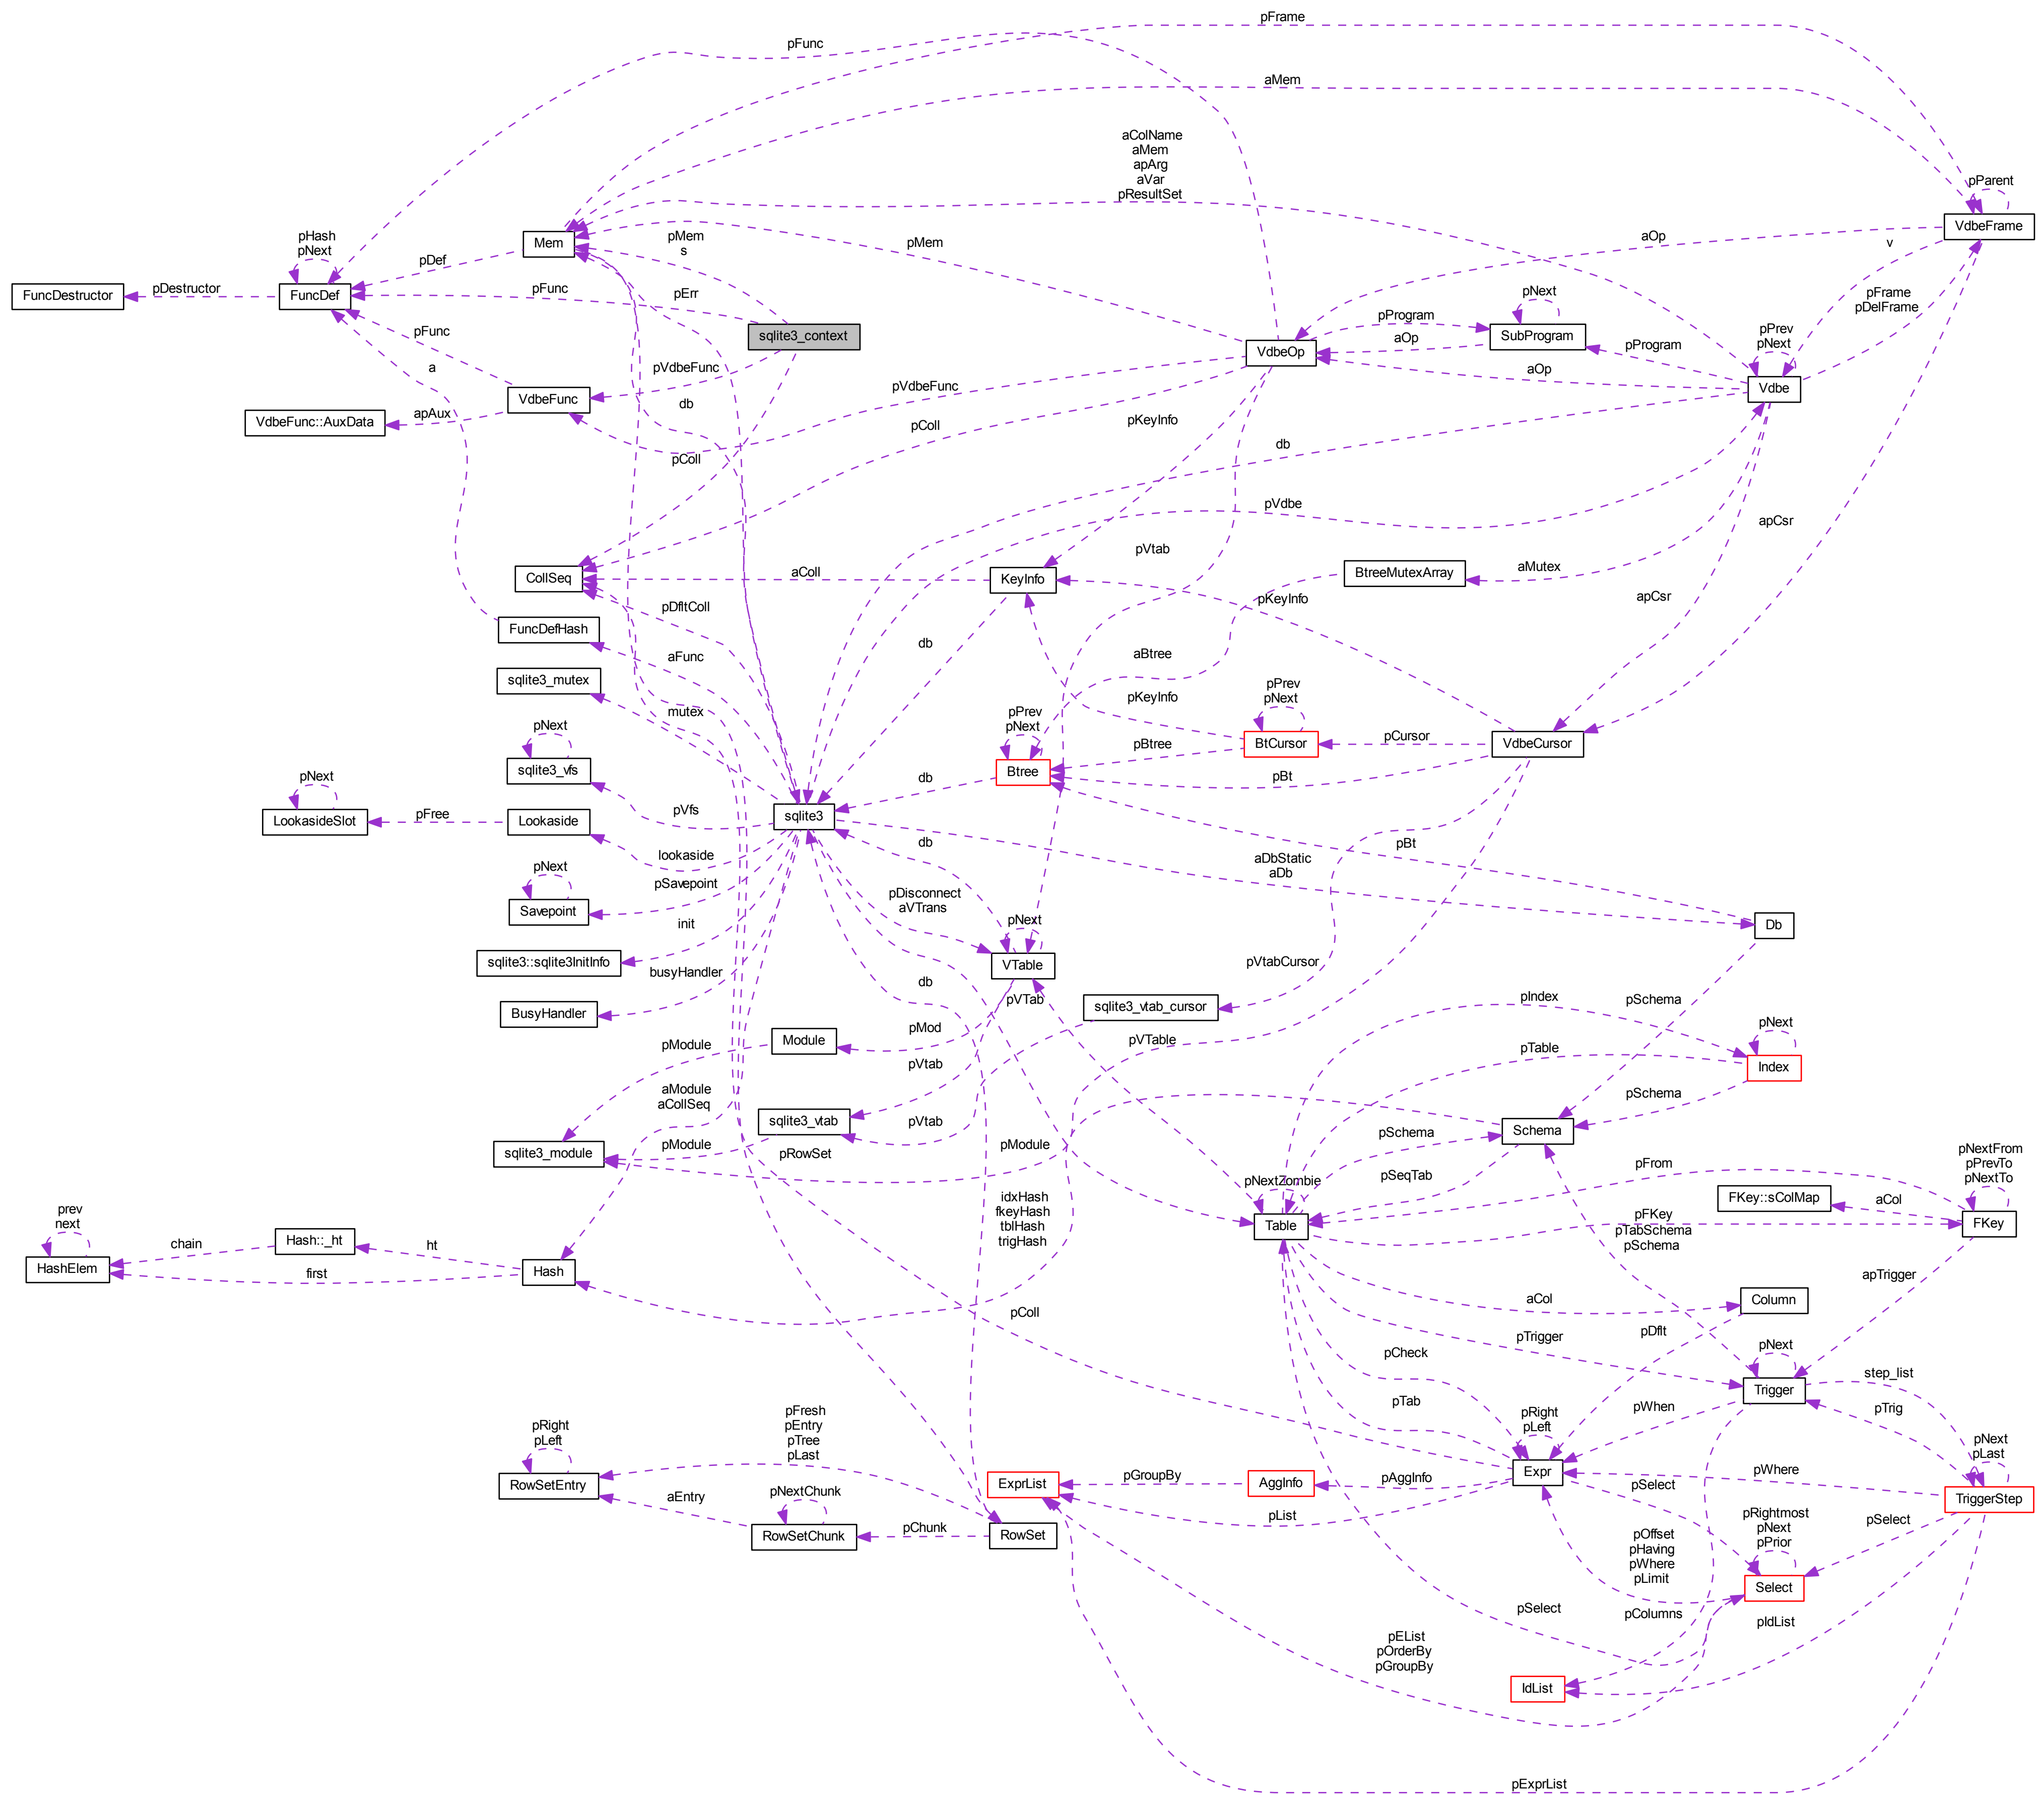 pFrame
pFunc
aMem
aColName
aMem
apArg
aVar
pResultSet
pParent
VdbeFrame
pHash
pNext
Mem
pMem
s
pMem
aOp
v
pDef
FuncDestructor
pDestructor
FuncDef
pFunc
pErr
pNext
pFrame
pDelFrame
pFunc
sqlite3_context
pProgram
SubProgram
pPrev
pNext
aOp
VdbeOp
pProgram
a
pVdbeFunc
aOp
Vdbe
VdbeFunc
pVdbeFunc
VdbeFunc::AuxData
apAux
db
pColl
pKeyInfo
db
pColl
pVdbe
apCsr
pVtab
CollSeq
aColl
KeyInfo
BtreeMutexArray
aMutex
pDfltColl
pKeyInfo
apCsr
FuncDefHash
aFunc
db
aBtree
sqlite3_mutex
mutex
pKeyInfo
pPrev
pNext
pNext
pPrev
pNext
sqlite3_vfs
pBtree
BtCursor
pCursor
VdbeCursor
Btree
db
pBt
pVfs
pNext
LookasideSlot
pFree
Lookaside
sqlite3
lookaside
db
pBt
aDbStatic
aDb
pNext
pSavepoint
pDisconnect
aVTrans
Savepoint
init
pNext
Db
sqlite3::sqlite3InitInfo
VTable
busyHandler
db
pVtabCursor
BusyHandler
pVTab
sqlite3_vtab_cursor
pSchema
pIndex
pNext
Module
pMod
pModule
pVTable
pTable
Index
pVtab
aModule
aCollSeq
pSchema
sqlite3_vtab
pVtab
Schema
pSchema
sqlite3_module
pModule
pRowSet
pModule
pSeqTab
pFrom
pNextFrom
pPrevTo
pNextTo
pNextZombie
FKey::sColMap
aCol
idxHash
fkeyHash
tblHash
trigHash
Table
pFKey
FKey
prev
next
Hash::_ht
pTabSchema
pSchema
chain
ht
HashElem
first
Hash
apTrigger
aCol
Column
pColl
pTrigger
pDflt
pCheck
pNext
step_list
Trigger
pTab
pWhen
pTrig
pRight
pLeft
pFresh
pEntry
pTree
pLast
pRight
pLeft
pNext
pLast
RowSetEntry
ExprList
pGroupBy
AggInfo
pAggInfo
Expr
pWhere
pSelect
TriggerStep
aEntry
pNextChunk
pList
RowSetChunk
pChunk
RowSet
pRightmost
pNext
pPrior
pSelect
pOffset
pHaving
pWhere
pLimit
Select
pSelect
pColumns
pIdList
pEList
pOrderBy
pGroupBy
IdList
pExprList